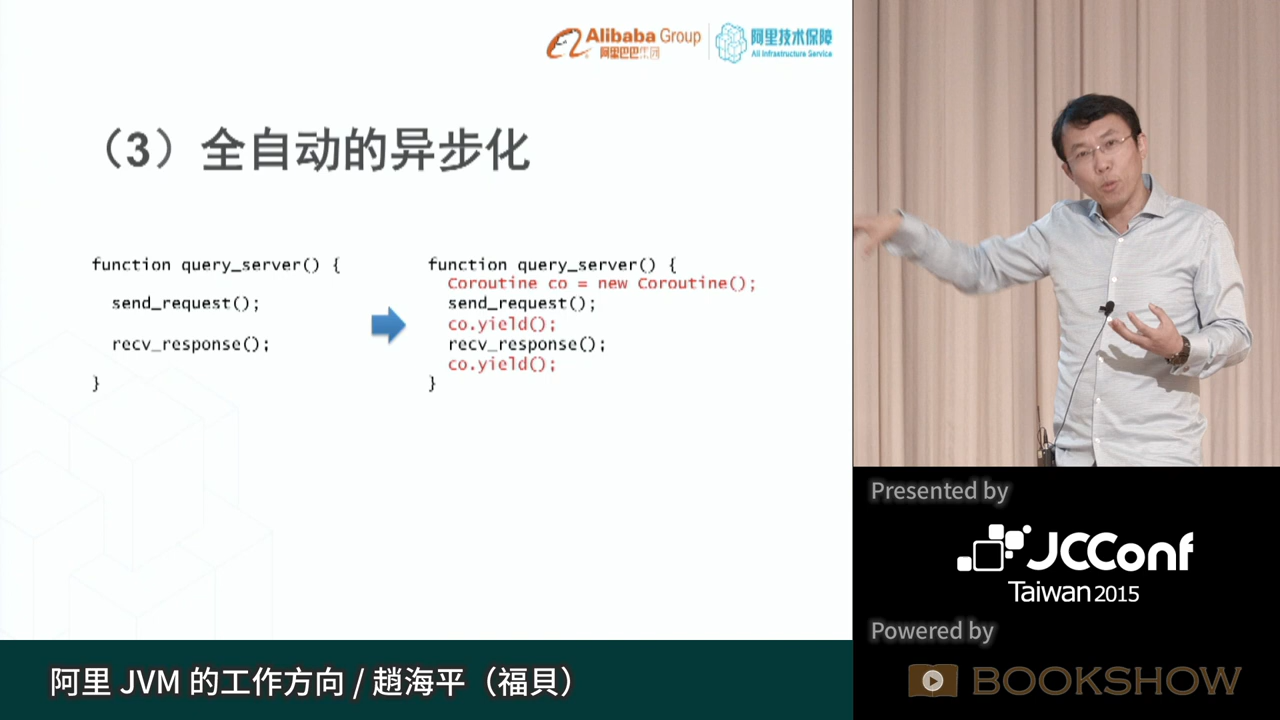 Alibaba Group
阿里巴巴集团
阿里技术保障
Ali Infrastructure Service
（3）全自动的异步化
function query_server() {
send_request();
recv_response();
}
function query_server() {
Coroutine co = new Coroutine();
send_request();
co.yield();
recv_response();
co.yield();
}
Presented by
JCConf
Taiwan 2015
Powered by
BOOKSHOW
阿里 JVM 的工作方向 / 趙海平（福貝）